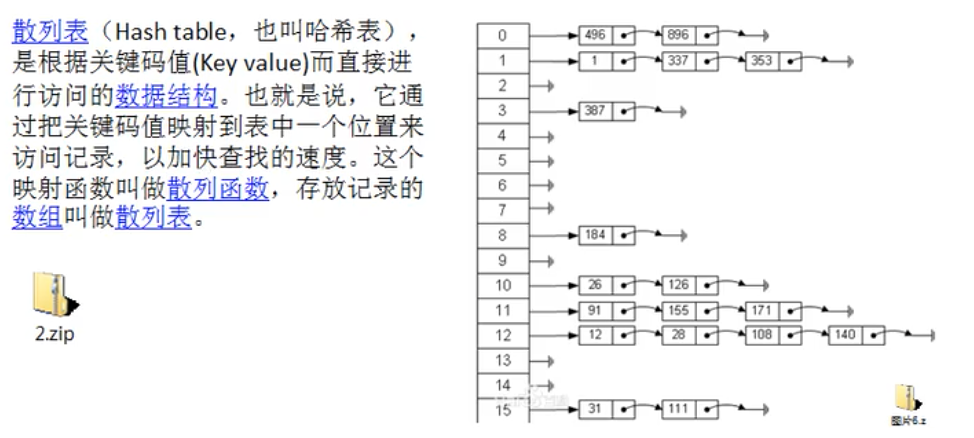 散列表（Hash table，也叫哈希表），
是根据关键码值(Key value)而直接进
行访问的数据结构。也就是说，它通
过把关键码值映射到表中一个位置来
访问记录，以加快查找的速度。这个
映射函数叫做散列函数，存放记录的
数组叫做散列表。
2.zip
0 496 896
1 1 337 353
2
3 387
4
5
6
7
8 184
9
10 26 126
11 91 155 171
12 12 28 108 140
13
14
15 31 111
图片6.z